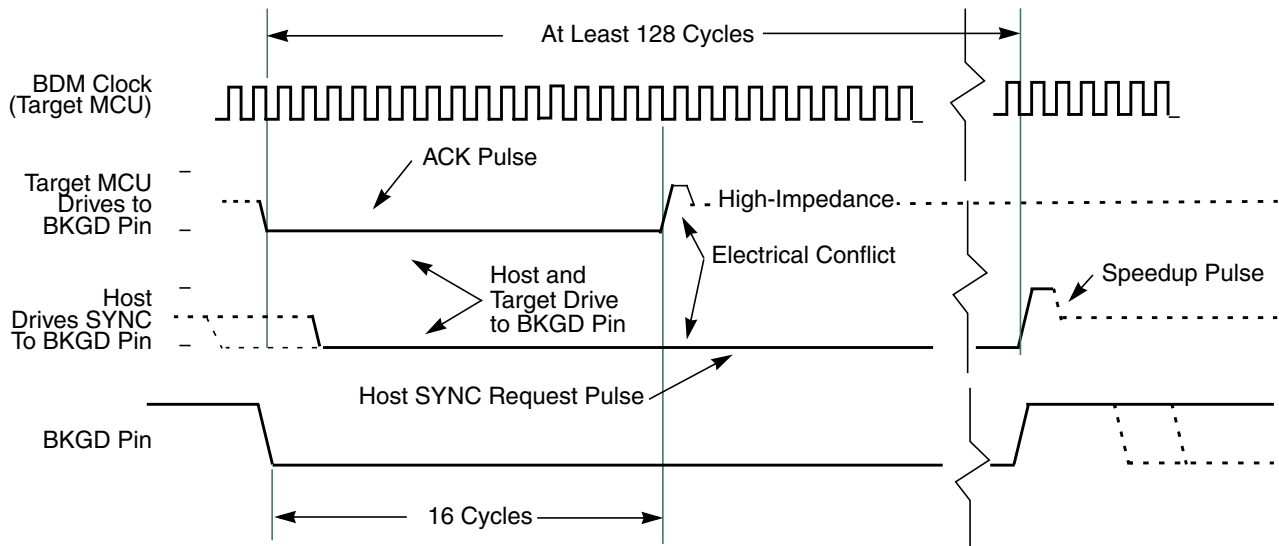 At Least 128 Cycles
BDM Clock
(Target MCU)
ACK Pulse
Target MCU
Drives to
BKGD Pin
High-Impedance
Electrical Conflict
Host and
Target Drive
to BKGD Pin
Speedup Pulse
Host
Drives SYNC
To BKGD Pin
Host SYNC Request Pulse
BKGD Pin
16 Cycles